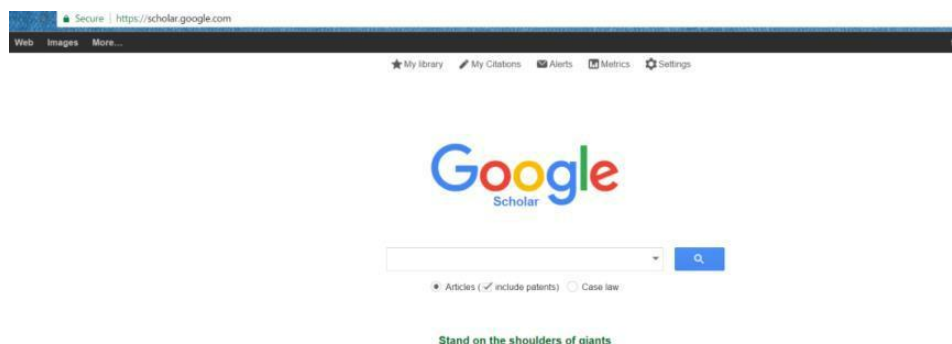 Secure | https://scholar.google.com
Web Images More...
My library My Citations Alerts Metrics Settings
Google
Scholar
Articles (include patents) Case law
Stand on the shoulders of giants